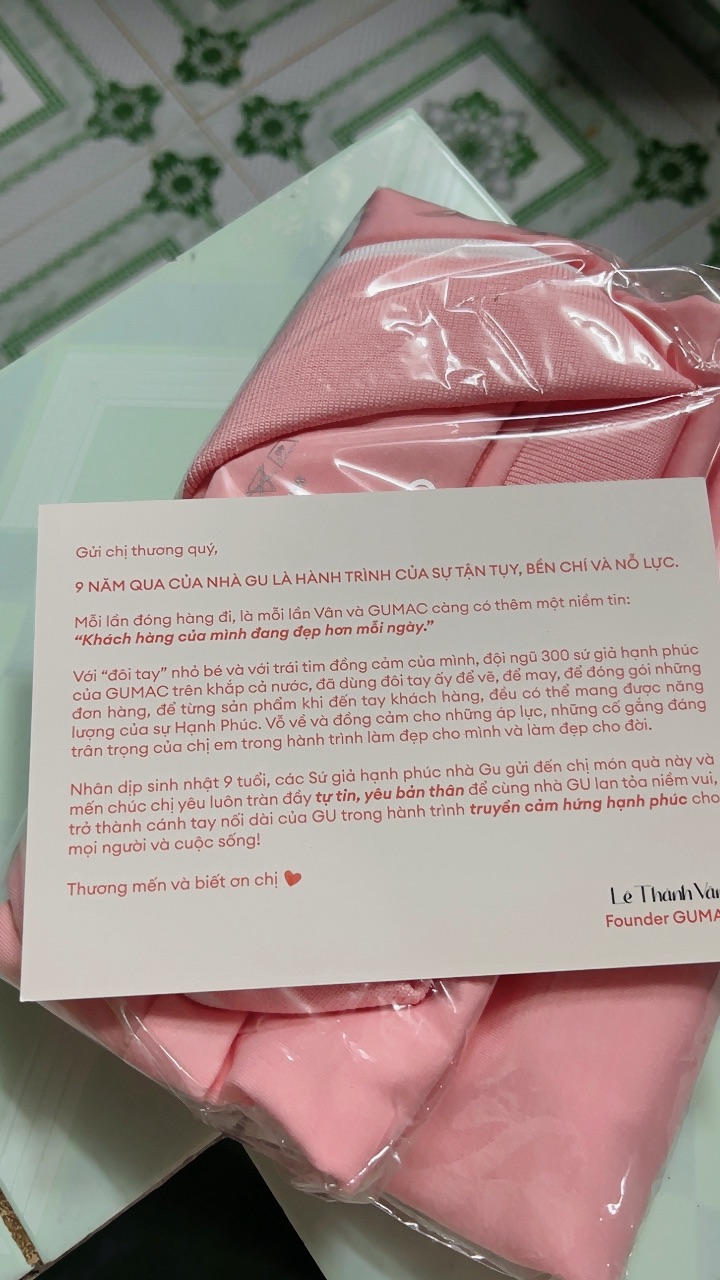 Gửi chị thương quý,
9 NĂM QUA CỦA NHÀ GU LÀ HÀNH TRÌNH CỦA SỰ TẬN TỤY, BỀN CHÍ VÀ NỖ LỰC.
Mỗi lần đóng hàng đi, là mỗi lần Vân và GUMAC càng có thêm một niềm tin:
“Khách hàng của mình đang đẹp hơn mỗi ngày.”
Với “đôi tay” nhỏ bé và với trái tim đồng cảm của mình, đội ngũ 300 sứ giả hạnh phúc
của GUMAC trên khắp cả nước, đã dùng đôi tay ấy để vẽ, để may, để đóng gói những
đơn hàng, để từng sản phẩm khi đến tay khách hàng, đều có thể mang được năng
lượng của sự Hạnh Phúc. Vỗ về và đồng cảm cho những áp lực, những cố gắng đáng
trân trọng của chị em trong hành trình làm đẹp cho mình và làm đẹp cho đời.
Nhân dịp sinh nhật 9 tuổi, các Sứ giả hạnh phúc nhà Gu gửi đến chị món quà này và
mến chúc chị yêu luôn tràn đầy tự tin, yêu bản thân để cùng nhà GU lan tỏa niềm vui,
trở thành cánh tay nối dài của GU trong hành trình truyền cảm hứng hạnh phúc cho
mọi người và cuộc sống!
Thương mến và biết ơn chị
Lê Thành Vân
Founder GUMA